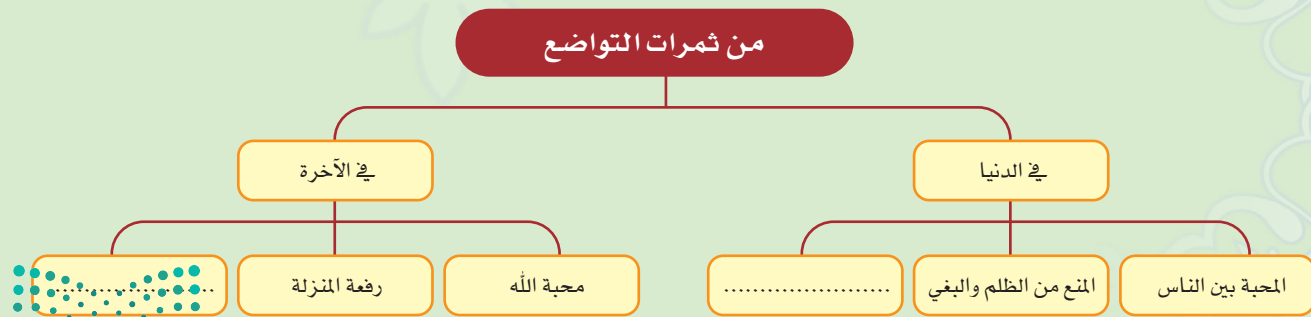 من ثمرات التواضع
في الدنيا
في الآخرة
المحبة بين الناس
المنع من الظلم والبغي
.......................
محبة الله
رفعة المنزلة
.......................